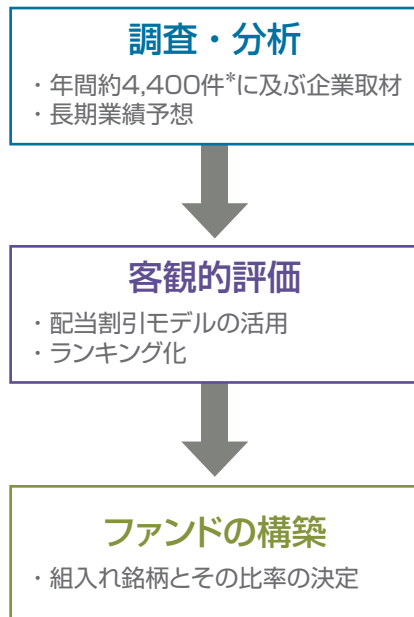 調査・分析
・年間約4,400件*に及ぶ企業取材
・長期業績予想
客観的評価
・配当割引モデルの活用
・ランキング化
ファンドの構築
・組入れ銘柄とその比率の決定